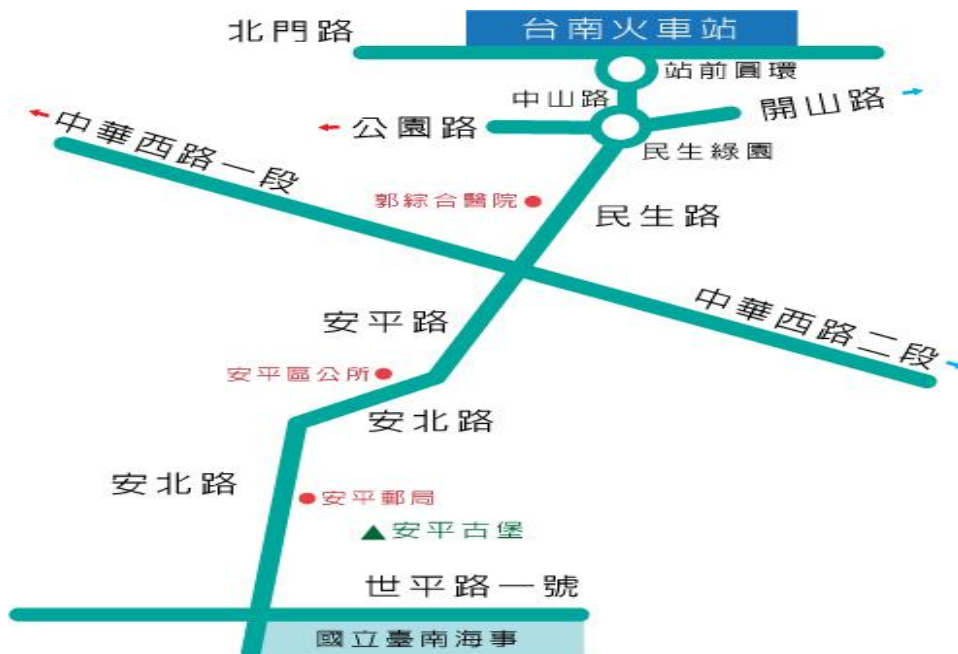 北門路
台南火車站
站前圓環
中山路
開山路
公園路
民生綠園
中華西路一段
郭綜合醫院
民生路
中華西路二段
安平路
安平區公所
安北路
安北路
安平郵局
安平古堡
世平路一號
國立臺南海事